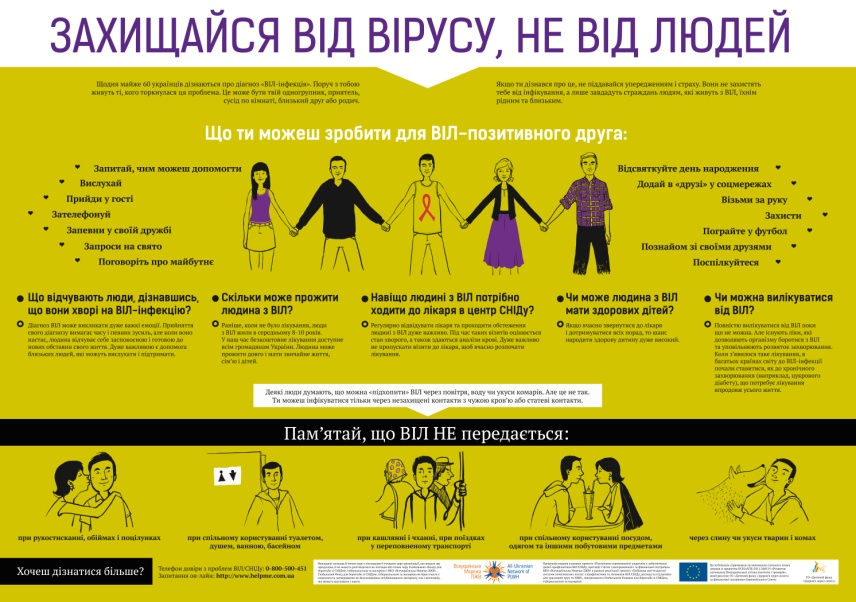 ЗАХИЩАЙСЯ ВІД ВІРУСУ, НЕ ВІД ЛЮДЕЙ
Щодня майже 60 українців дізнаються про діагноз «ВІЛ-інфекція». Поруч з тобою
живуть ті, кого торкнулася ця проблема. Це може бути твій одногрупник, приятель,
сусід по кімнаті, близький друг або родич.
Якщо ти дізнався про це, не піддавайся упередженням і страху. Вони не захистять
тебе від інфікування, а лише завдадуть страждань людям, які живуть з ВІЛ, їхнім
рідним та близьким.
Що ти можеш зробити для ВІЛ-позитивного друга:
Запитай, чим можеш допомогти
Вислухай
Прийди у гості
Зателефонуй
Запевни у своїй дружбі
Запроси на свято
Поговоріть про майбутнє
Відсвяткуйте день народження
Додай в «друзі» у соцмережах
Візьми за руку
Захисти
Пограйте у футбол
Познайом зі своїми друзями
Поспілкуйтеся
Що відчувають люди, дізнавшись,
що вони хворі на ВІЛ-інфекцію?
Діагноз ВІЛ може викликати дуже важкі емоції. Прийняття
свого діагнозу вимагає часу і певних зусиль, але коли воно
настає, людина відчуває себе заспокоєною і готовою до
нових обставин свого життя. Дуже важливою є допомога
близьких людей, які можуть вислухати і підтримати.
Скільки може прожити
людина з ВІЛ?
Раніше, коли не було лікування, люди
з ВІЛ жили в середньому 8-10 років.
У наш час безкоштовне лікування доступне
всім громадянам України. Людина може
прожити довго і мати звичайне життя,
сім'ю і дітей.
Навіщо людині з ВІЛ потрібно
ходити до лікаря в центр СНІДу?
Регулярно відвідувати лікаря та проходити обстеження
людині з ВІЛ дуже важливо. Під час таких візитів оцінюється
стан хворого, а також здаються аналізи крові. Дуже важливо
не пропускати візити до лікаря, щоб вчасно розпочати
лікування.
Чи може людина з ВІЛ
мати здорових дітей?
Якщо вчасно звернутися до лікаря
і дотримуватися всіх порад, то шанс
народити здорову дитину дуже високий.
Чи можна вилікуватися
від ВІЛ?
Повністю вилікуватися від ВІЛ поки
що не можна. Але існують ліки, які
дозволяють організму боротися з ВІЛ
та уповільнюють розвиток захворювання.
Коли з'явилося таке лікування, в
багатьох країнах світу до ВІЛ-інфекції
почали ставитися, як до хронічного
захворювання (наприклад, цукрового
діабету), що потребує лікування
впродовж усього життя.
Деякі люди думають, що можна «підхопити» ВІЛ через повітря, воду чи укуси комарів. Але це не так.
Ти можеш інфікуватися тільки через незахищені контакти з чужою кров'ю або статеві контакти.
Пам'ятай, що ВІЛ НЕ передається:
при рукостисканні, обіймах і поцілунках
при спільному користуванні туалетом,
душем, ванною, басейном
при кашлянні і чханні, при поїздках
у переповненому транспорті
при спільному користуванні посудом,
одягом та іншими побутовими предметами
через слину чи укуси тварин і комах
Хочеш дізнатися більше?
Телефон довіри з проблем ВІЛ/СНІДу: 0-800-500-451
Запитання он лайн: http://www.helpme.com.ua
Всеукраїнська
Мережа
ЛЖВ
All-Ukrainian
Network of
PLWH